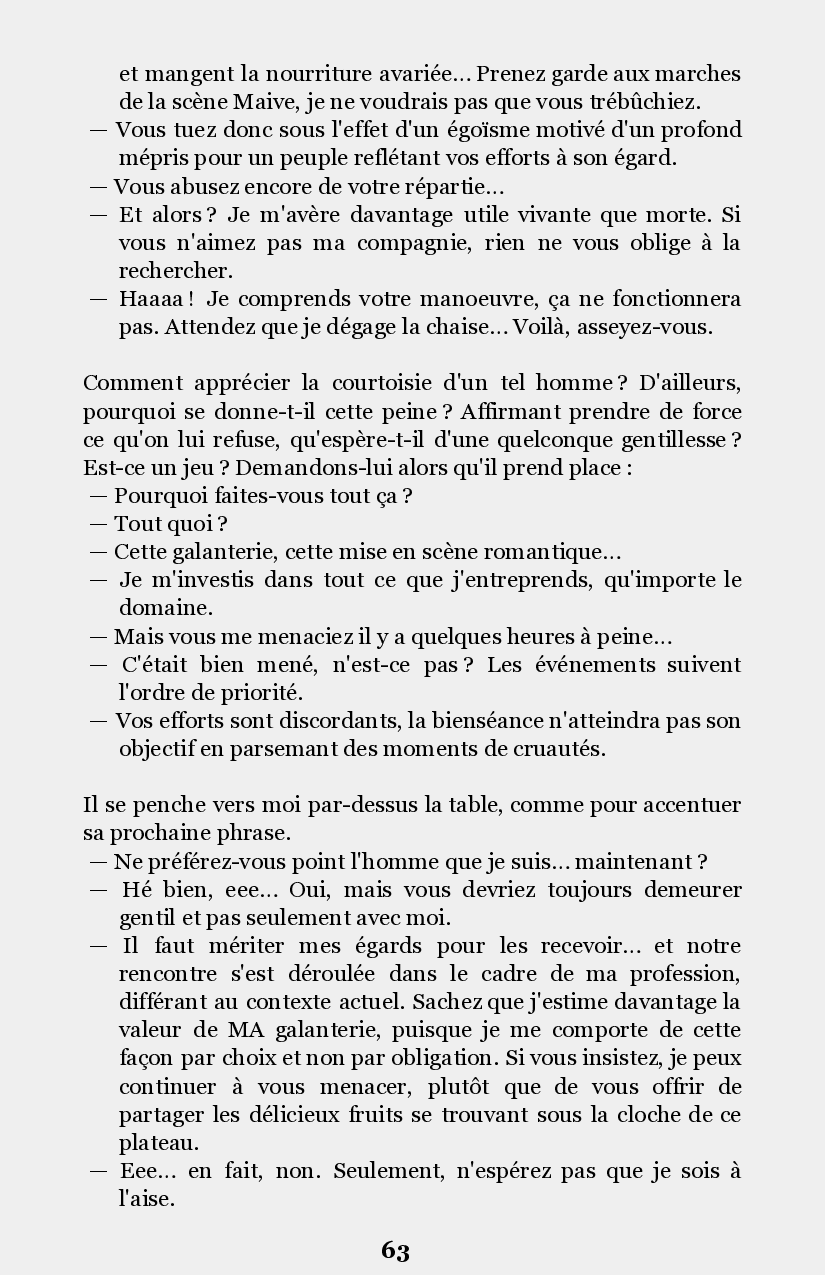 et mangent la nourriture avariée... Prenez garde aux marches
de la scène Maive, je ne voudrais pas que vous trébûchiez.
— Vous tuez donc sous l'effet d'un égoïsme motivé d'un profond
mépris pour un peuple reflétant vos efforts à son égard.
— Vous abusez encore de votre répartie...
— Et alors ? Je m'avère davantage utile vivante que morte. Si
vous n'aimez pas ma compagnie, rien ne vous oblige à la
rechercher.
— Haaaa ! Je comprends votre manoeuvre, ça ne fonctionnera
pas. Attendez que je dégage la chaise... Voilà, asseyez-vous.
Comment apprécier la courtoisie d'un tel homme ? D'ailleurs,
pourquoi se donne-t-il cette peine ? Affirmant prendre de force
ce qu'on lui refuse, qu'espère-t-il d'une quelconque gentillesse ?
Est-ce un jeu ? Demandons-lui alors qu'il prend place :
— Pourquoi faites-vous tout ça ?
— Tout quoi ?
— Cette galanterie, cette mise en scène romantique...
— Je m'investis dans tout ce que j'entreprends, qu'importe le
domaine.
— Mais vous me menaciez il y a quelques heures à peine...
— C'était bien mené, n'est-ce pas ? Les événements suivent
l'ordre de priorité.
— Vos efforts sont discordants, la bienséance n'atteindra pas son
objectif en parsemant des moments de cruautés.
Il se penche vers moi par-dessus la table, comme pour accentuer
sa prochaine phrase.
— Ne préférez-vous point l'homme que je suis... maintenant ?
— Hé bien, eee... Oui, mais vous devriez toujours demeurer
gentil et pas seulement avec moi.
— Il faut mériter mes égards pour les recevoir... et notre
rencontre s'est déroulée dans le cadre de ma profession,
différant au contexte actuel. Sachez que j'estime davantage la
valeur de MA galanterie, puisque je me comporte de cette
façon par choix et non par obligation. Si vous insistez, je peux
continuer à vous menacer, plutôt que de vous offrir de
partager les délicieux fruits se trouvant sous la cloche de ce
plateau.
— Eee... en fait, non. Seulement, n'espérez pas que je sois à
l'aise.
63